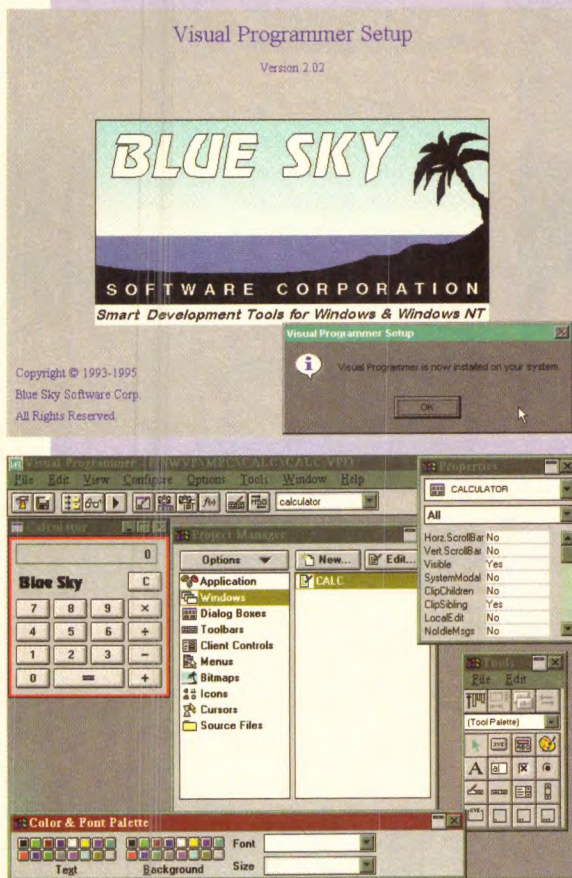 Visual Programmer Setup
Version 2.02
BLUE SKY
SOFTWARE CORPORATION
Smart Development Tools for Windows & Windows NT
Visual Programmer Setup
Visual Programmer is now installed on your system.
OK
Copyright © 1993-1995
Blue Sky Software Corp.
All Rights Reserved.
Visual Programmer
File Edit View Configure Options Tools Window Help
calculator
Calculator
0
Blue Sky
C
7 8 9 ×
4 5 6 +
1 2 3 −
0 = +
Project Manager
Options
New...
Edit...
Application
Windows
Dialog Boxes
Toolbars
Client Controls
Menus
Bitmaps
Icons
Cursors
Source Files
CALC
Properties
CALCULATOR
All
Horz.ScrollBar No
Vert.ScrollBar No
Visible Yes
SystemModal No
ClipChildren No
ClipSibling Yes
LocalEdit No
NoIdleMsgs No
Tools
File Edit
(Tool Palette)
Color & Font Palette
Text
Background
Font
Size